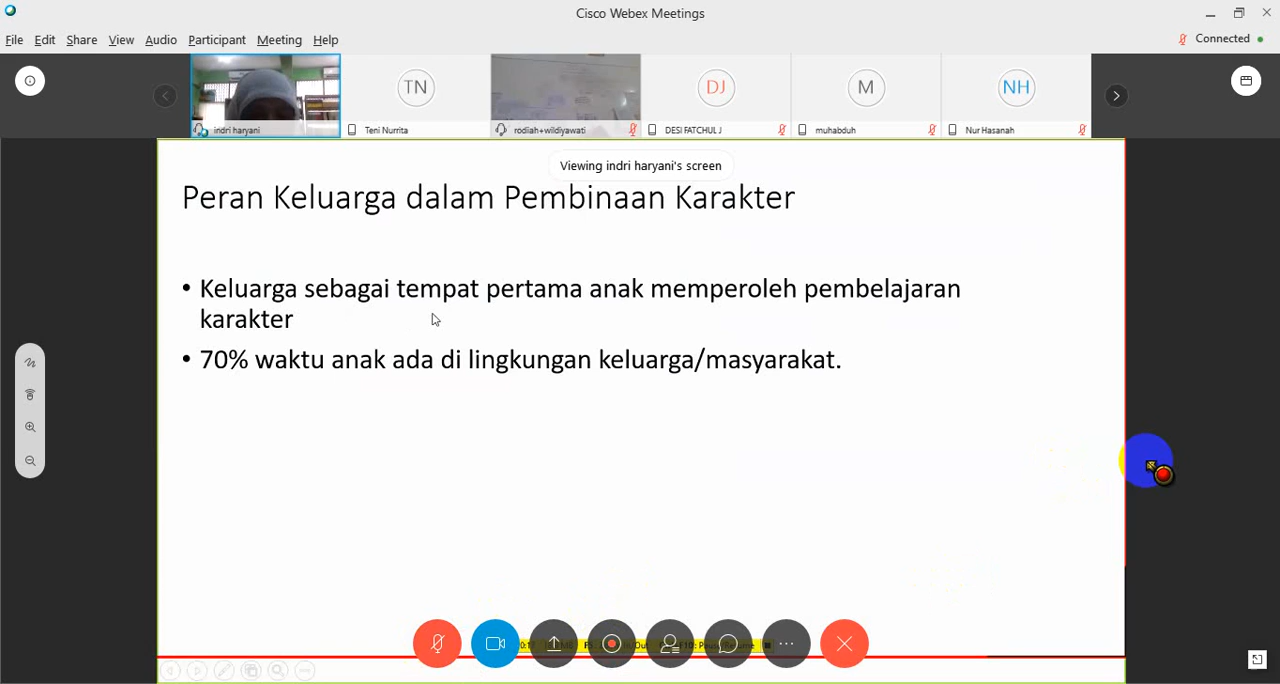 Cisco Webex Meetings
File Edit Share View Audio Participant Meeting Help
Connected
TN
DJ
M
NH
indri haryani
Teni Nurrita
rodiah+wildiyawati
DESI FATCHUL J
muhabduh
Nur Hasanah
Viewing indri haryani's screen
Peran Keluarga dalam Pembinaan Karakter
• Keluarga sebagai tempat pertama anak memperoleh pembelajaran
karakter
• 70% waktu anak ada di lingkungan keluarga/masyarakat.